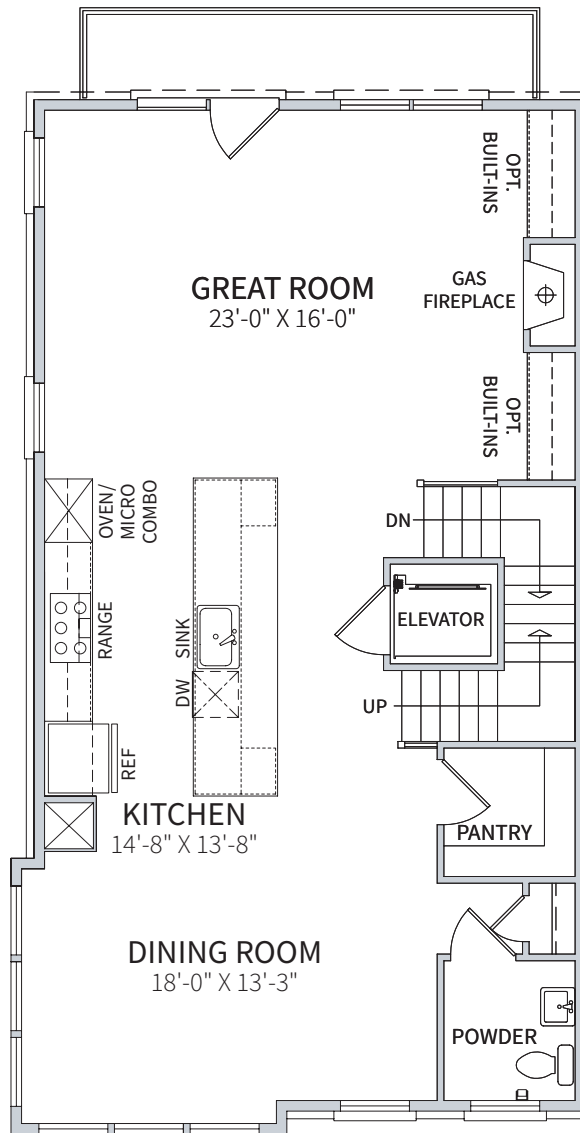 OPT.
BUILT-INS
GREAT ROOM
23'-0" X 16'-0"
GAS
FIREPLACE
OPT.
BUILT-INS
OVEN/
MICRO
COMBO
DN
RANGE
SINK
ELEVATOR
DW
UP
REF
KITCHEN
14'-8" X 13'-8"
PANTRY
DINING ROOM
18'-0" X 13'-3"
POWDER